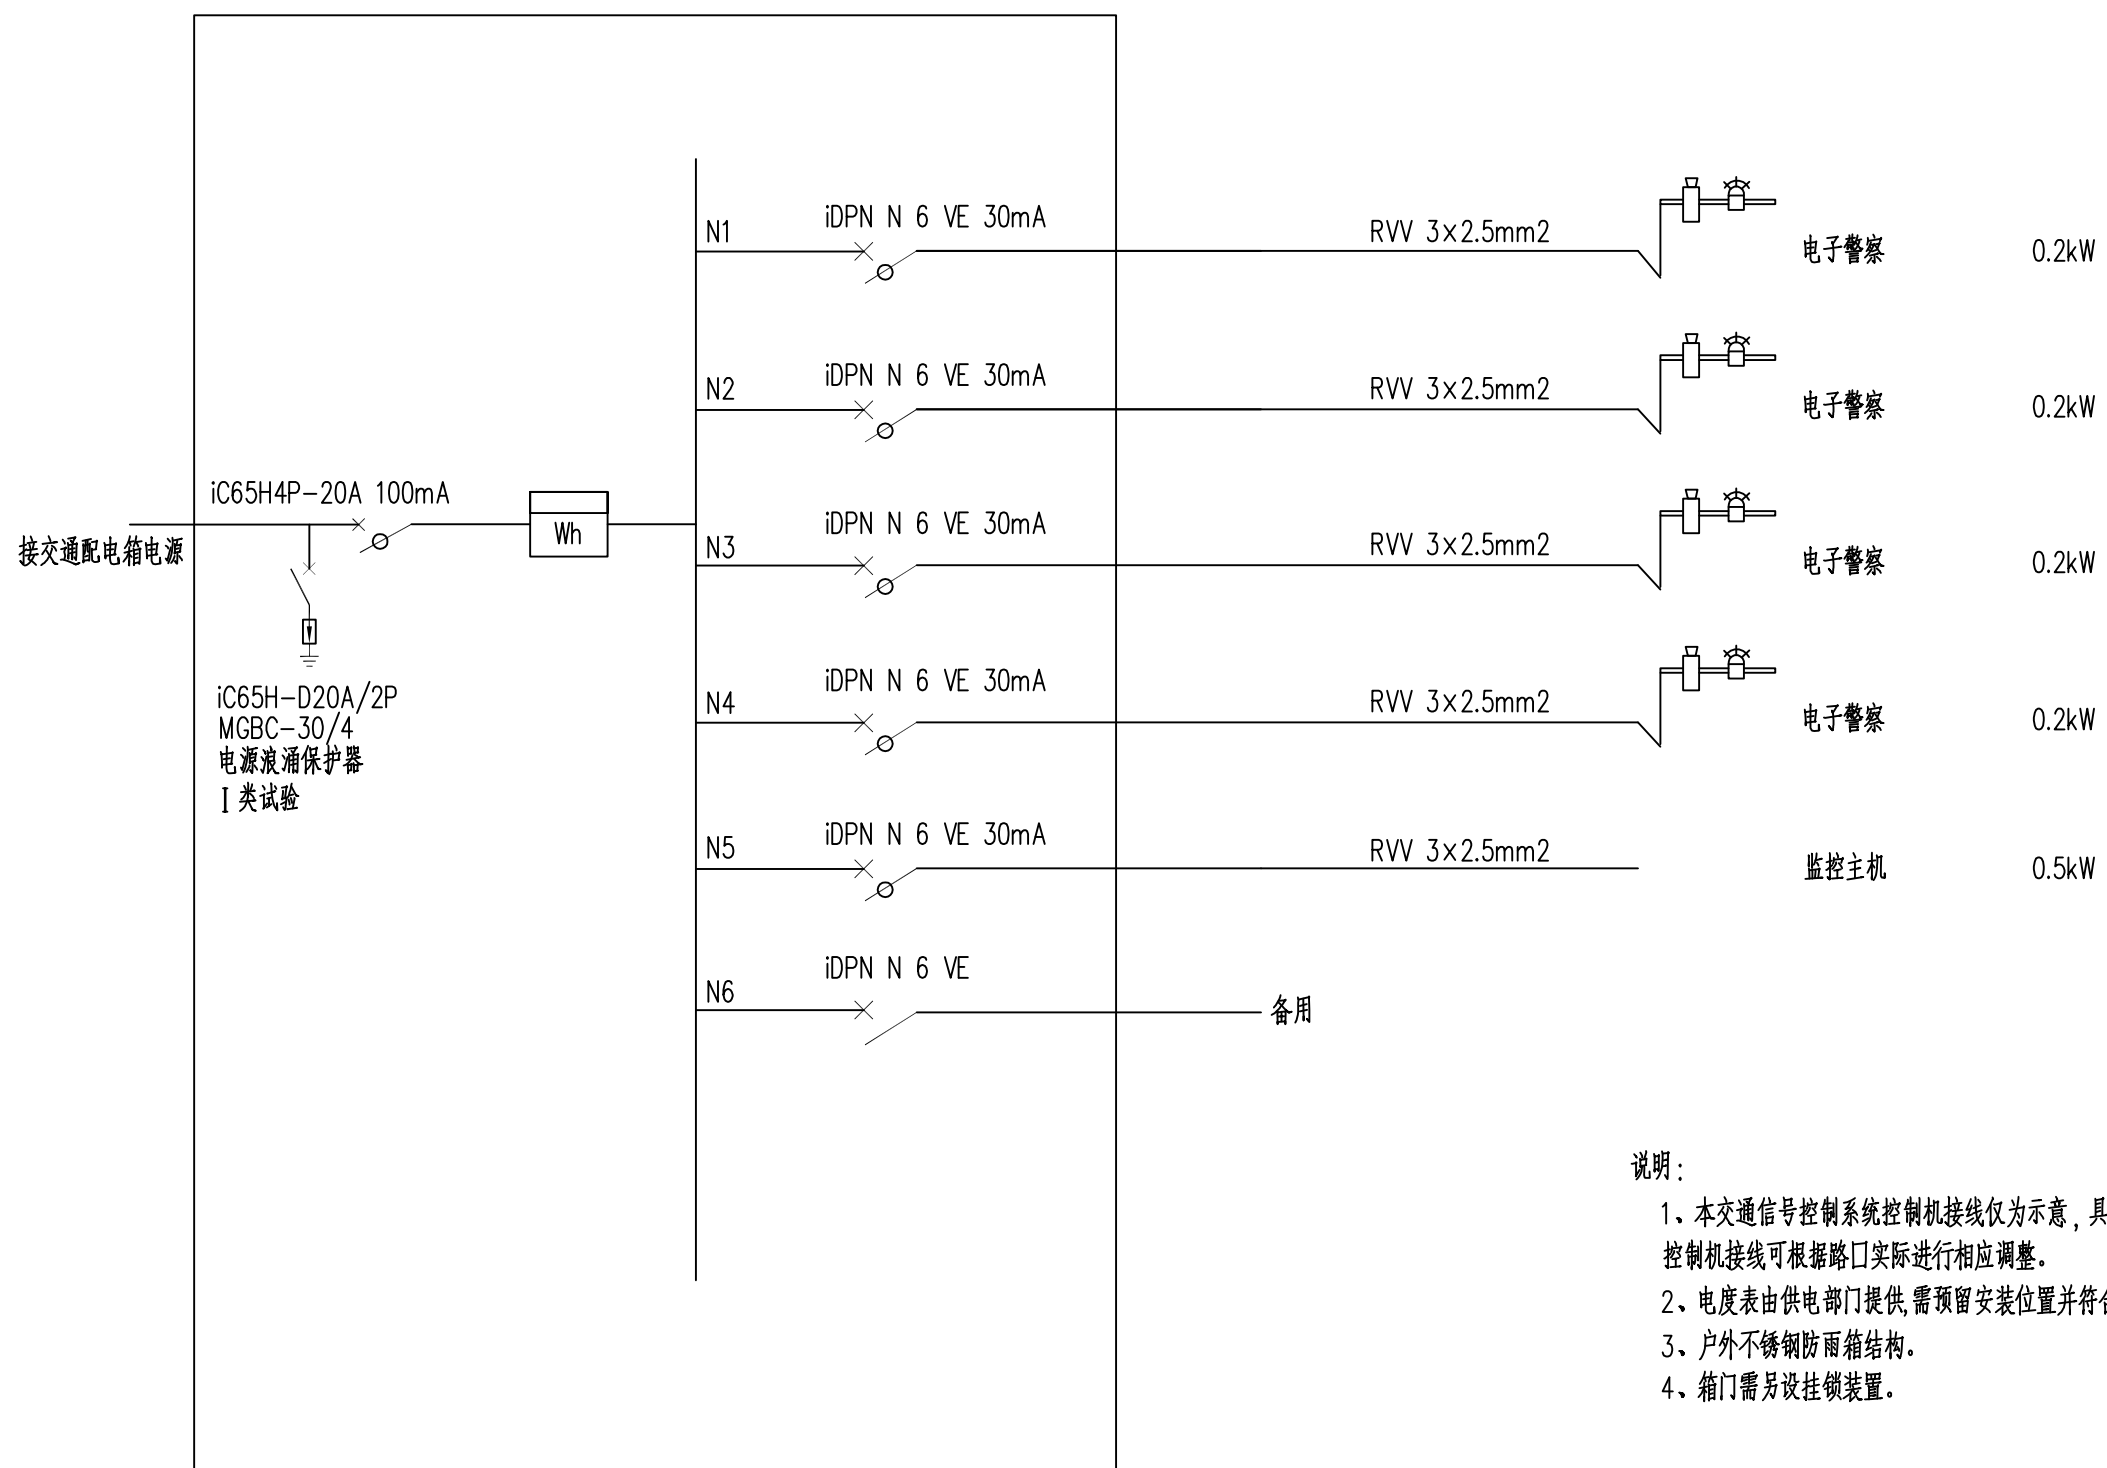 N1
iDPN N 6 VE 30mA
RVV 3×2.5mm2
电子警察
0.2kW
N2
iDPN N 6 VE 30mA
RVV 3×2.5mm2
电子警察
0.2kW
iC65H4P-20A 100mA
Wh
接交通配电箱电源
N3
iDPN N 6 VE 30mA
RVV 3×2.5mm2
电子警察
0.2kW
iC65H-D20A/2P
MGBC-30/4
电源浪涌保护器
I类试验
N4
iDPN N 6 VE 30mA
RVV 3×2.5mm2
电子警察
0.2kW
N5
iDPN N 6 VE 30mA
RVV 3×2.5mm2
监控主机
0.5kW
N6
iDPN N 6 VE
备用
说明：
1、本交通信号控制系统控制机接线仅为示意，具
控制机接线可根据路口实际进行相应调整。
2、电度表由供电部门提供,需预留安装位置并符
3、户外不锈钢防雨箱结构。
4、箱门需另设挂锁装置。